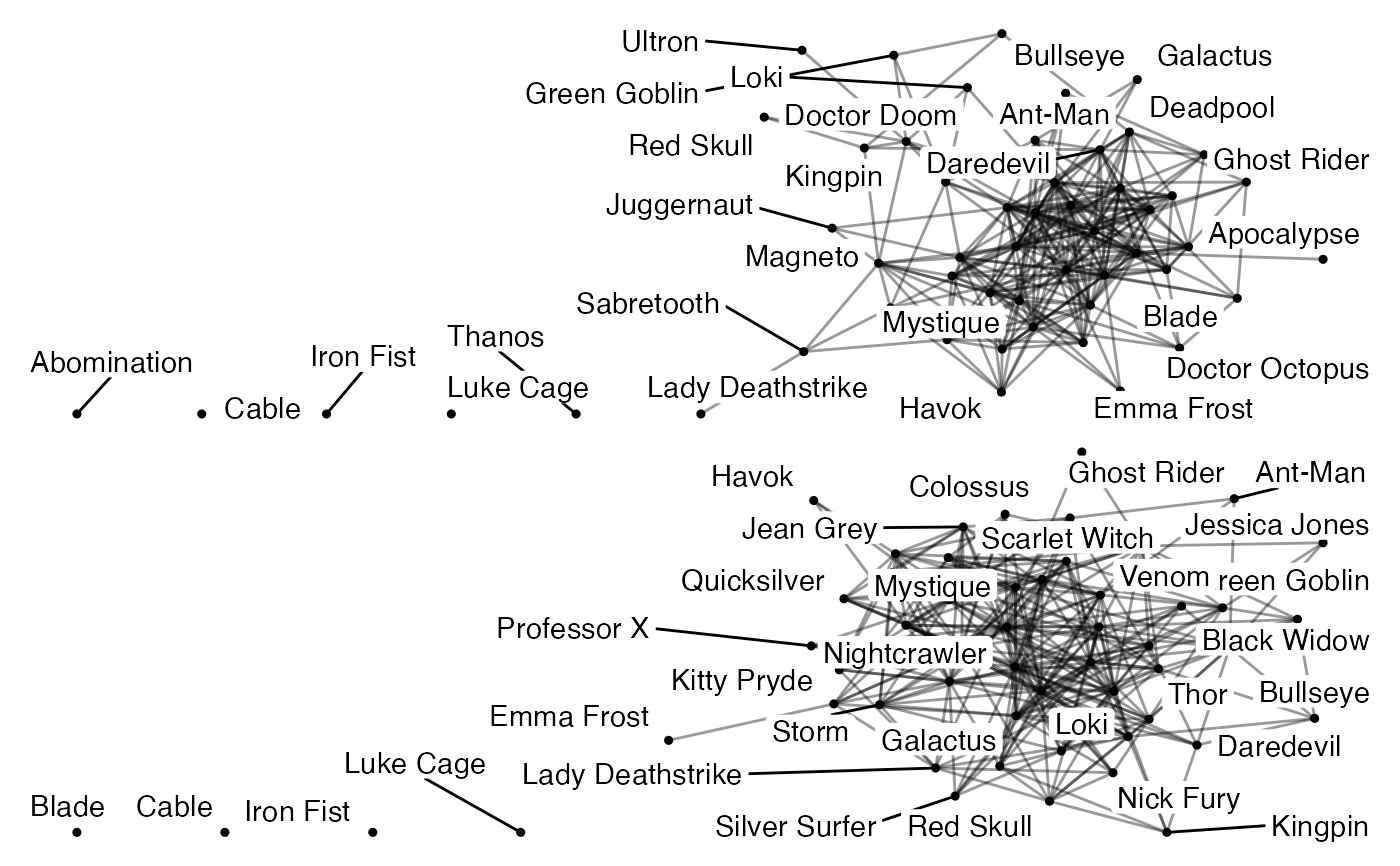 Ultron
Bullseye
Galactus
Loki
Green Goblin
Doctor Doom
Ant-Man
Deadpool
Red Skull
Daredevil
Ghost Rider
Kingpin
Juggernaut
Apocalypse
Magneto
Sabretooth
Mystique
Blade
Thanos
Abomination
Iron Fist
Doctor Octopus
Luke Cage
Lady Deathstrike
Cable
Havok
Emma Frost
Ghost Rider
Ant-Man
Havok
Colossus
Jean Grey
Scarlet Witch
Jessica Jones
Quicksilver
Mystique
Venom
reen Goblin
Professor X
Nightcrawler
Black Widow
Kitty Pryde
Thor
Bullseye
Emma Frost
Storm
Loki
Galactus
Daredevil
Luke Cage
Lady Deathstrike
Blade
Cable
Iron Fist
Nick Fury
Silver Surfer
Red Skull
Kingpin